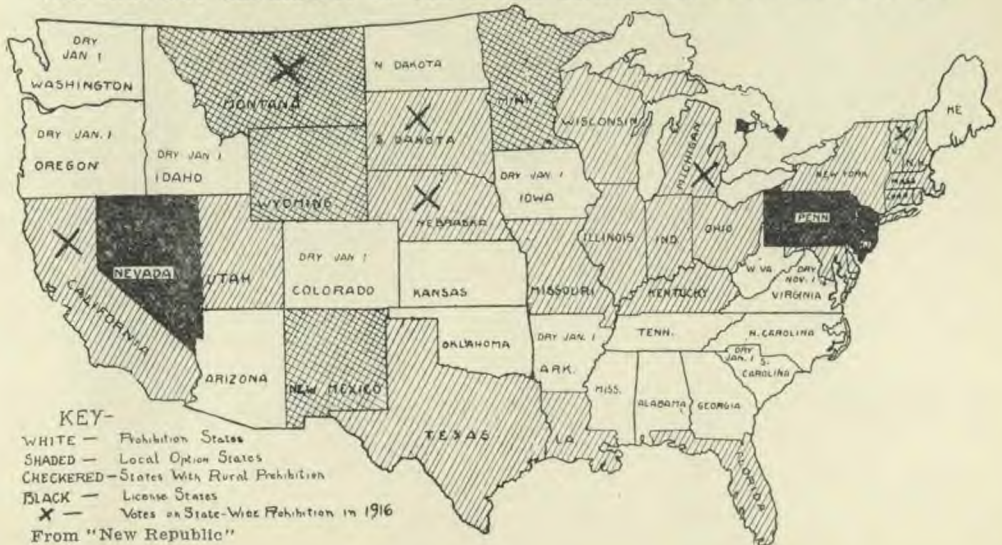 DRY
JAN 1
WASHINGTON
DRY JAN. 1
OREGON
DRY JAN 1
IDAHO
MONTANA
WYOMING
N DAKOTA
S DAKOTA
NEBRASKA
MINN.
WISCONSIN
MICHIGAN
DRY JAN 1
IOWA
ILLINOIS
IND.
OHIO
PENN
NEW YORK
VT
N.H.
MASS
CONN
ME
NEVADA
CALIFORNIA
UTAH
DRY JAN 1
COLORADO
KANSAS
MISSOURI
KENTUCKY
W. VA.
DRY
NOV. 1
VIRGINIA
ARIZONA
NEW MEXICO
OKLAHOMA
DRY JAN 1
ARK.
TENN.
N. CAROLINA
DRY
JAN. 1
S.
CAROLINA
MISS.
ALABAMA
GEORGIA
TEXAS
LA
FLORIDA
KEY-
WHITE — Prohibition States
SHADED — Local Option States
CHECKERED — States With Rural Prohibition
BLACK — License States
X — Votes on State-Wide Prohibition in 1916
From "New Republic"